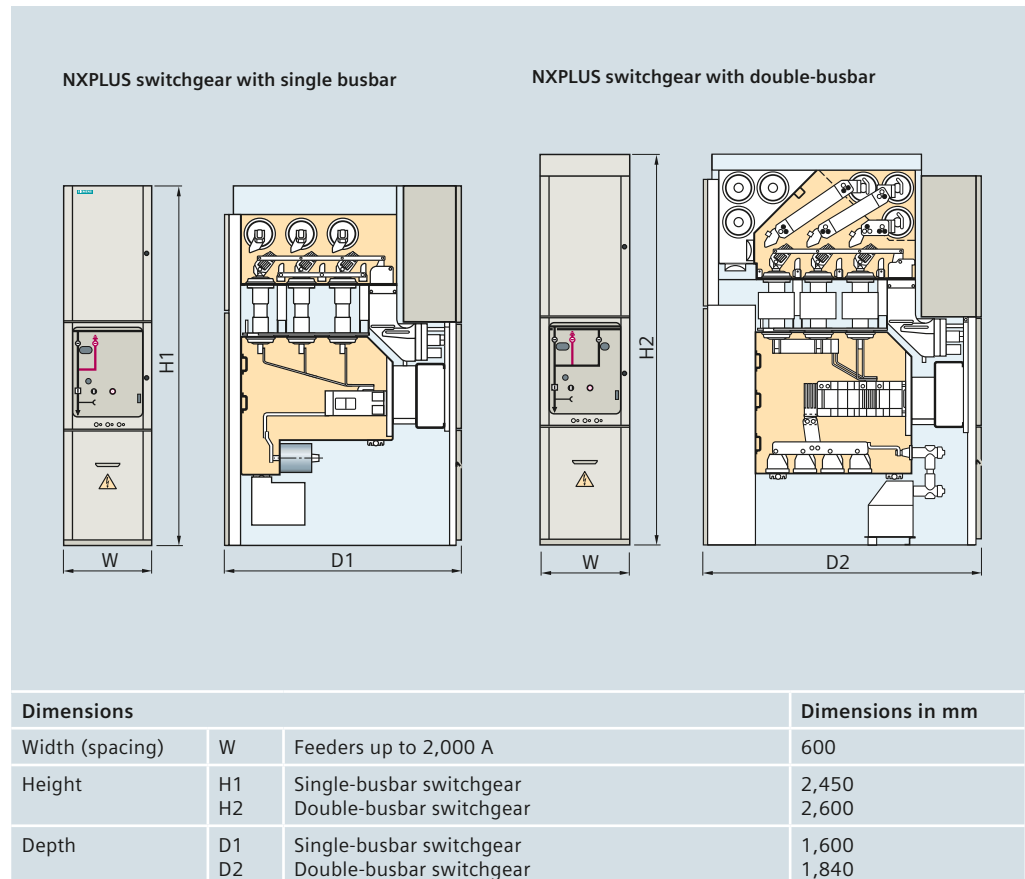 NXPLUS switchgear with single busbar
NXPLUS switchgear with double-busbar
H1
W
D1
H2
W
D2
Dimensions Dimensions in mm
Width (spacing) W Feeders up to 2,000 A 600
Height H1 Single-busbar switchgear 2,450
H2 Double-busbar switchgear 2,600
Depth D1 Single-busbar switchgear 1,600
D2 Double-busbar switchgear 1,840